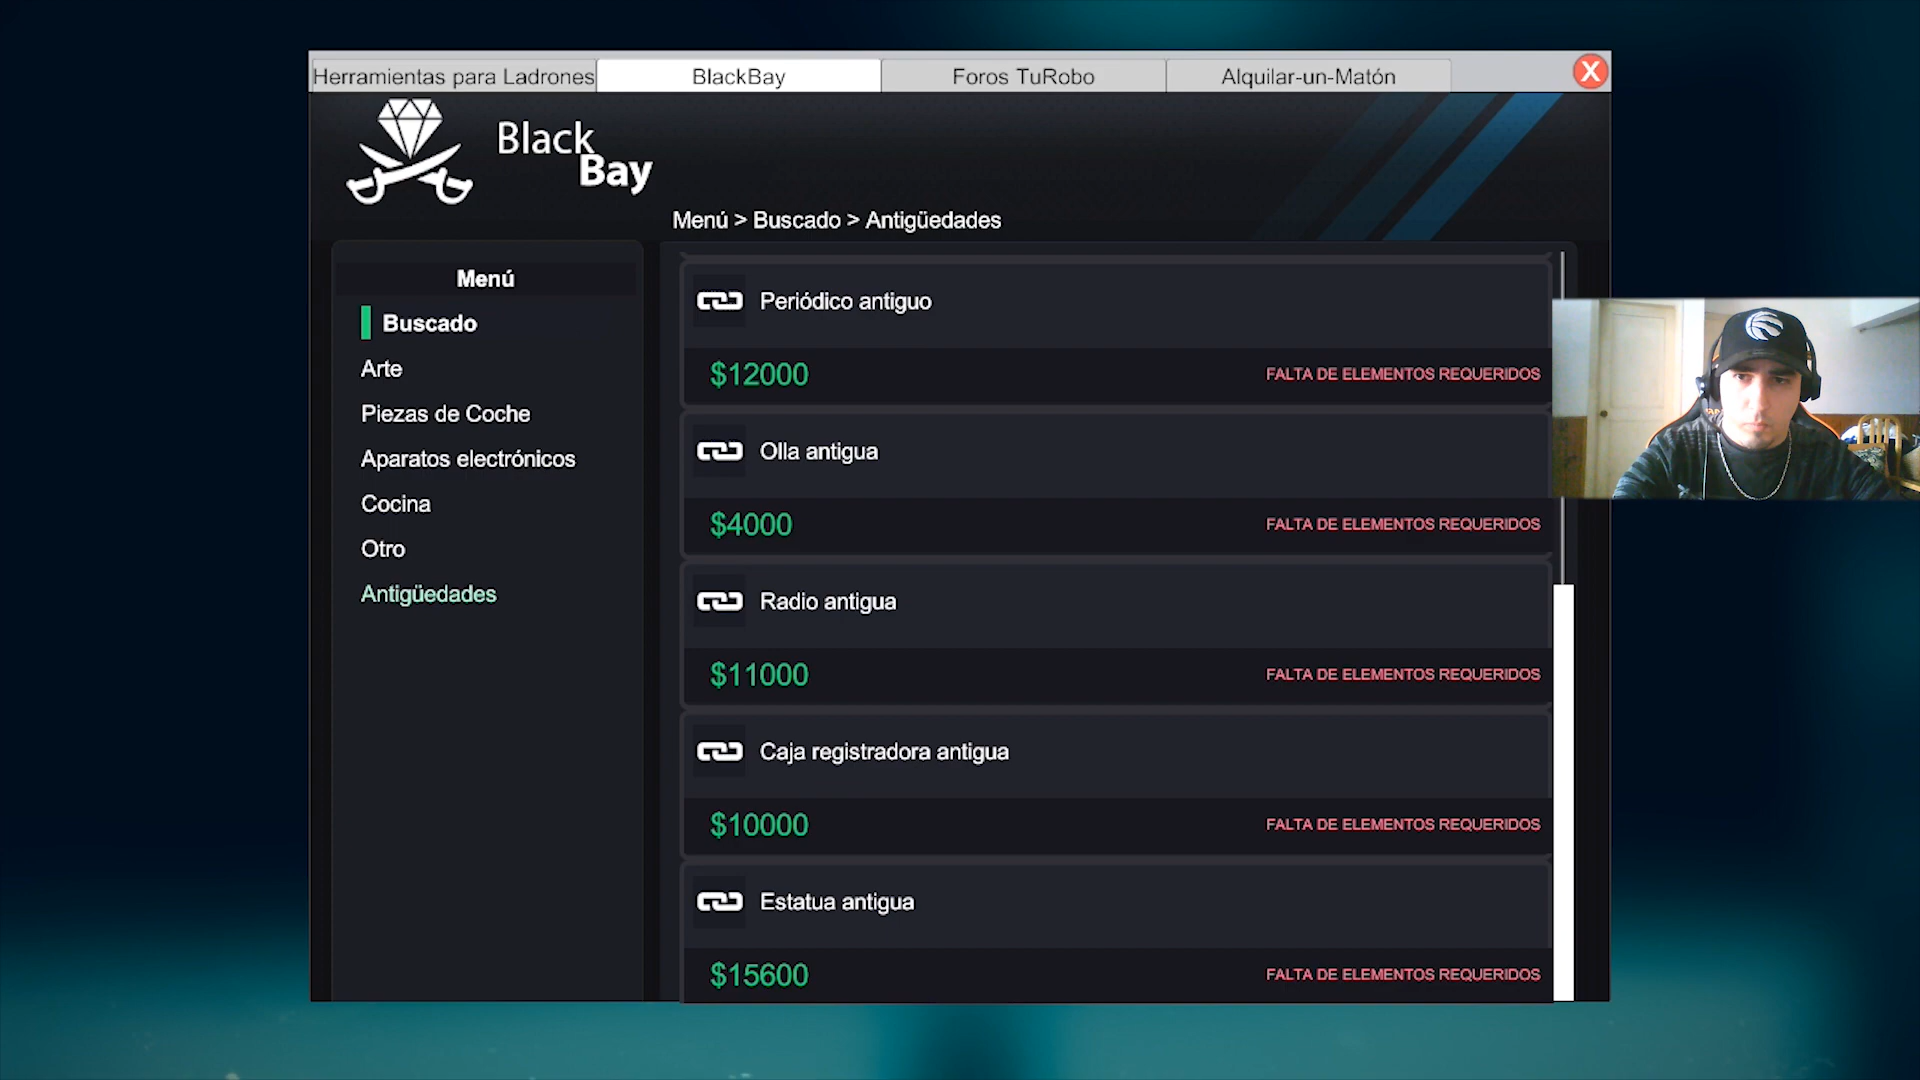 Herramientas para Ladrones
BlackBay
Foros TuRobo
Alquilar-un-Matón
X
Black
Bay
Menú > Buscado > Antigüedades
Menú
Buscado
Arte
Piezas de Coche
Aparatos electrónicos
Cocina
Otro
Antigüedades
Periódico antiguo
$12000
FALTA DE ELEMENTOS REQUERIDOS
Olla antigua
$4000
FALTA DE ELEMENTOS REQUERIDOS
Radio antigua
$11000
FALTA DE ELEMENTOS REQUERIDOS
Caja registradora antigua
$10000
FALTA DE ELEMENTOS REQUERIDOS
Estatua antigua
$15600
FALTA DE ELEMENTOS REQUERIDOS